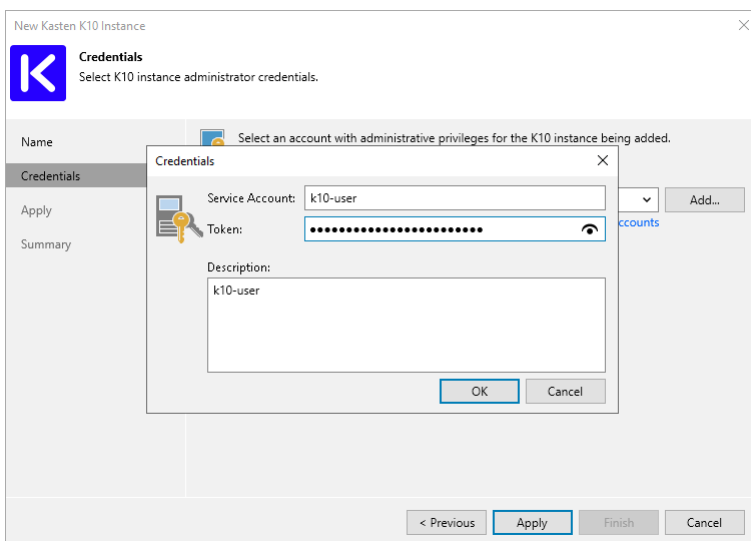 New Kasten K10 Instance
Credentials
Select K10 instance administrator credentials.
Name
Credentials
Apply
Summary
Select an account with administrative privileges for the K10 instance being added.
Add...
ccounts
Credentials
Service Account: k10-user
Token: ••••••••••••••••••••••••
Description:
k10-user
OK Cancel
< Previous Apply Finish Cancel